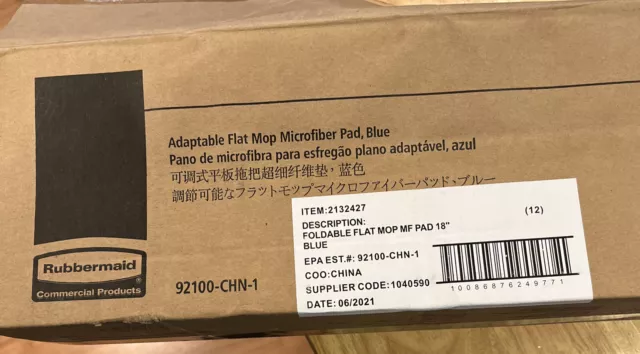 Adaptable Flat Mop Microfiber Pad, Blue
Pano de microfibra para esfregão plano adaptável, azul
可调式平板拖把超细纤维垫，蓝色
調節可能なフラットモップマイクロファイバーパッド・ブルー
Rubbermaid
Commercial Products
92100-CHN-1
ITEM:2132427
DESCRIPTION: (12)
FOLDABLE FLAT MOP MF PAD 18"
BLUE
EPA EST.#: 92100-CHN-1
COO:CHINA
SUPPLIER CODE: 1040590
DATE: 06/2021
10086876249771